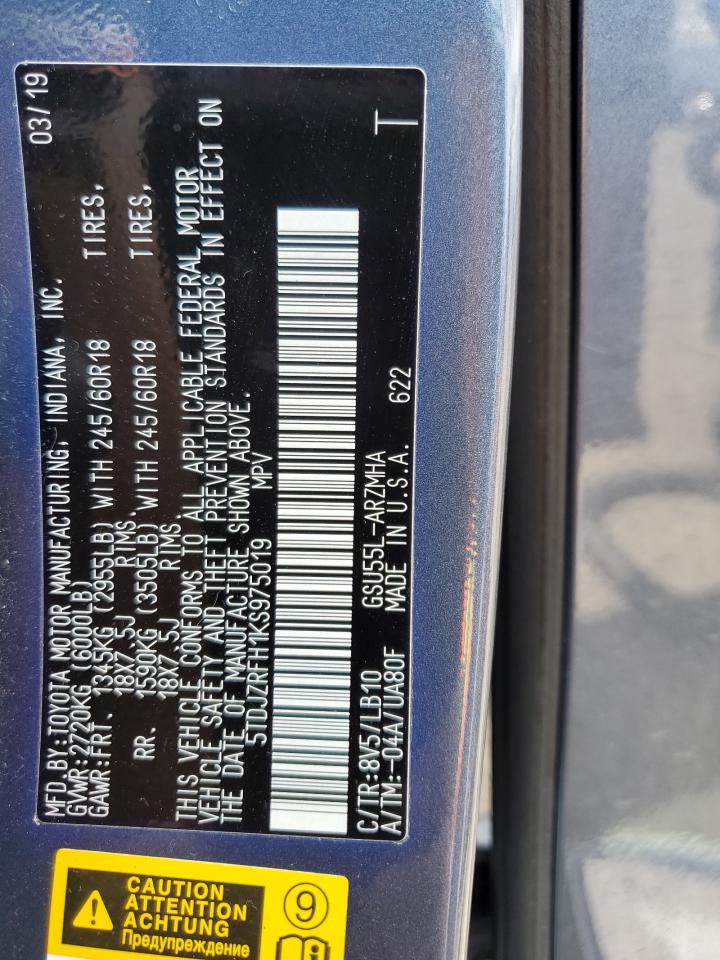 MFD.BY:TOYOTA MOTOR MANUFACTURING, INDIANA, INC. 03/19
GVWR:2720KG (6000LB)
GAWR:FRT. 1345KG (2955LB) WITH 245/60R18 TIRES,
18X7.5J RIMS.
RR. 1590KG (3505LB) WITH 245/60R18 TIRES,
18X7.5J RIMS
THIS VEHICLE CONFORMS TO ALL APPLICABLE FEDERAL MOTOR
VEHICLE SAFETY AND THEFT PREVENTION STANDARDS IN EFFECT ON
THE DATE OF MANUFACTURE SHOWN ABOVE.
5TDJZRFH1KS975019 MPV
C/TR:8V5/LB10 GSU55L-ARZMHA T
A/TM:-04A/UA80F MADE IN U.S.A. 622
CAUTION
ATTENTION
ACHTUNG
Предупреждение
9